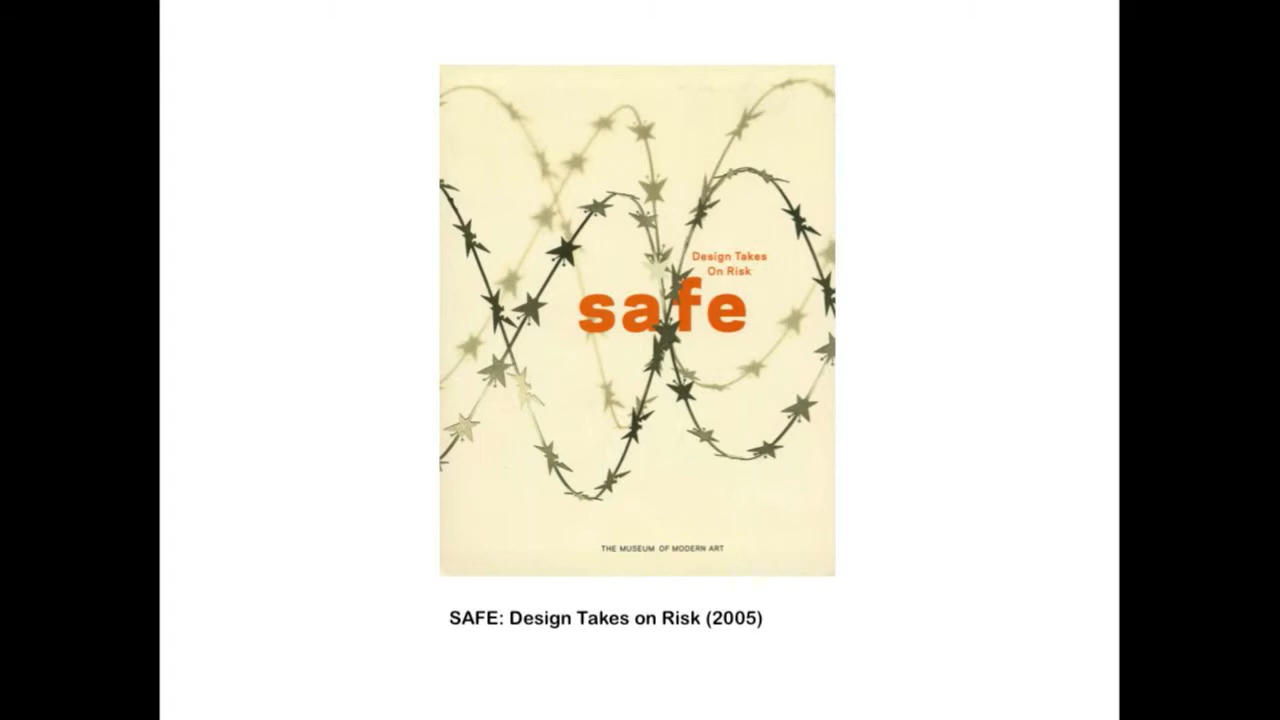 Design Takes
On Risk
safe
THE MUSEUM OF MODERN ART
SAFE: Design Takes on Risk (2005)